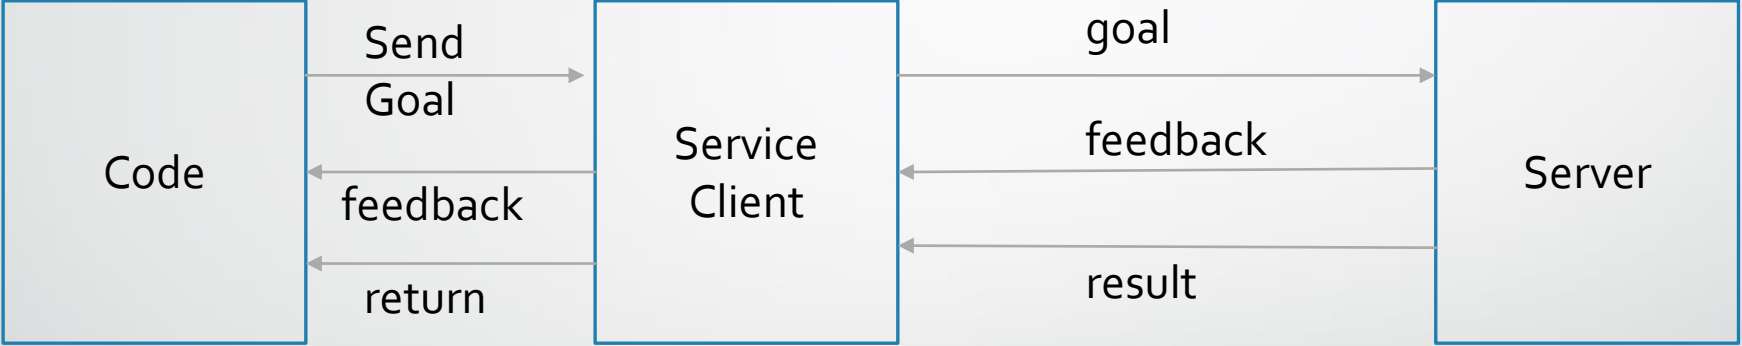 Code
Send
Goal
feedback
return
Service
Client
goal
feedback
result
Server